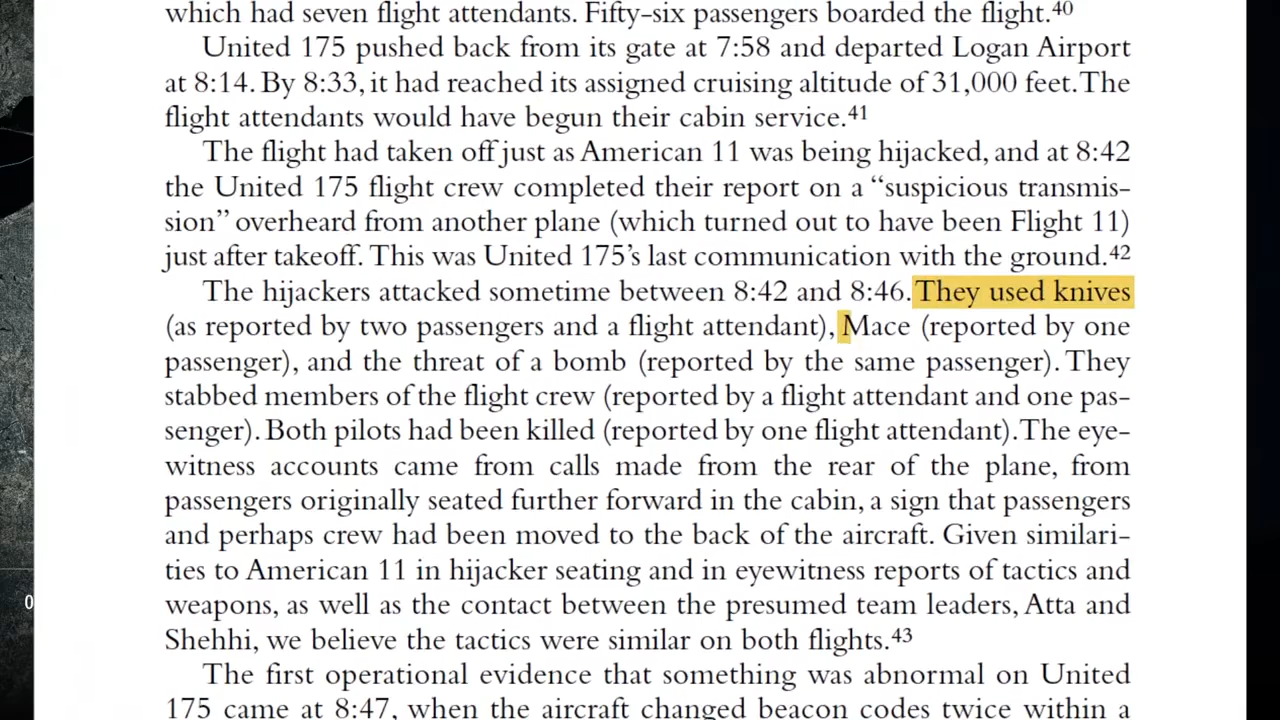 which had seven flight attendants. Fifty-six passengers boarded the flight.40
United 175 pushed back from its gate at 7:58 and departed Logan Airport
at 8:14. By 8:33, it had reached its assigned cruising altitude of 31,000 feet. The
flight attendants would have begun their cabin service.41
The flight had taken off just as American 11 was being hijacked, and at 8:42
the United 175 flight crew completed their report on a “suspicious transmis-
sion” overheard from another plane (which turned out to have been Flight 11)
just after takeoff. This was United 175’s last communication with the ground.42
The hijackers attacked sometime between 8:42 and 8:46. They used knives
(as reported by two passengers and a flight attendant), Mace (reported by one
passenger), and the threat of a bomb (reported by the same passenger). They
stabbed members of the flight crew (reported by a flight attendant and one pas-
senger). Both pilots had been killed (reported by one flight attendant). The eye-
witness accounts came from calls made from the rear of the plane, from
passengers originally seated further forward in the cabin, a sign that passengers
and perhaps crew had been moved to the back of the aircraft. Given similari-
ties to American 11 in hijacker seating and in eyewitness reports of tactics and
weapons, as well as the contact between the presumed team leaders, Atta and
0
Shehhi, we believe the tactics were similar on both flights.43
The first operational evidence that something was abnormal on United
175 came at 8:47, when the aircraft changed beacon codes twice within a